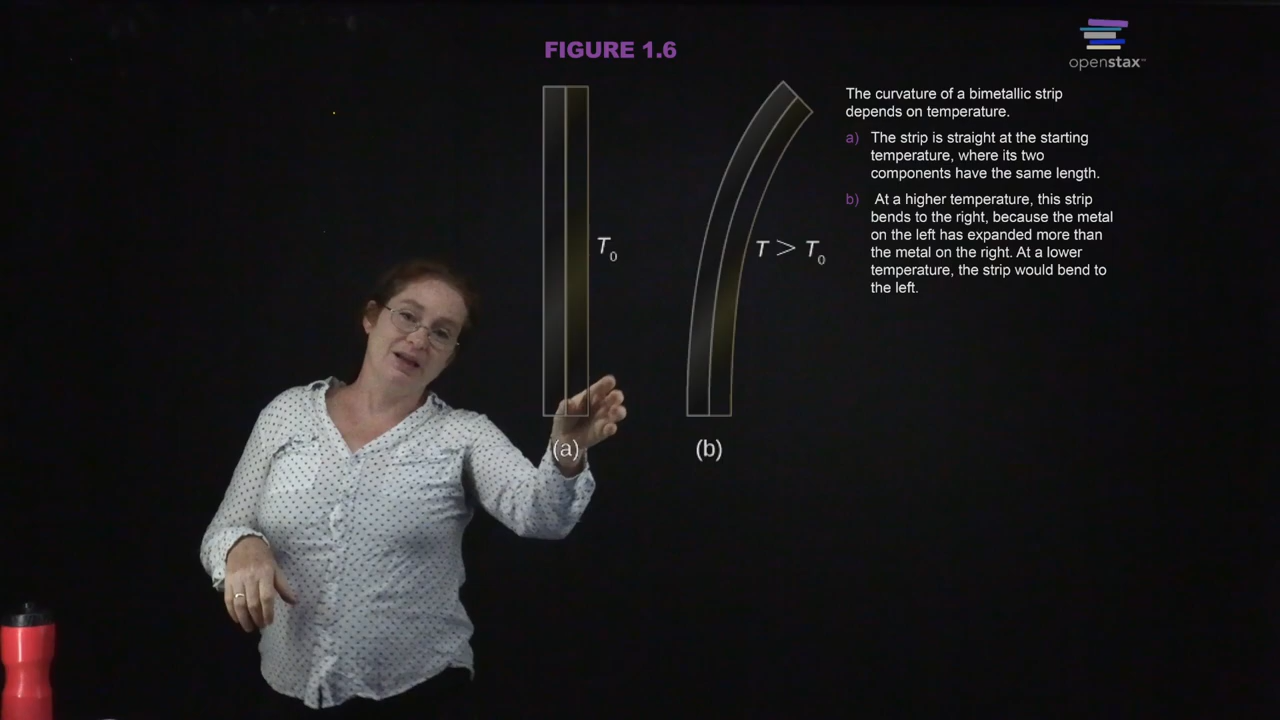 FIGURE 1.6
openstax™
The curvature of a bimetallic strip
depends on temperature.
a) The strip is straight at the starting
temperature, where its two
components have the same length.
b) At a higher temperature, this strip
bends to the right, because the metal
on the left has expanded more than
the metal on the right. At a lower
temperature, the strip would bend to
the left.
T₀
T > T₀
(a)
(b)